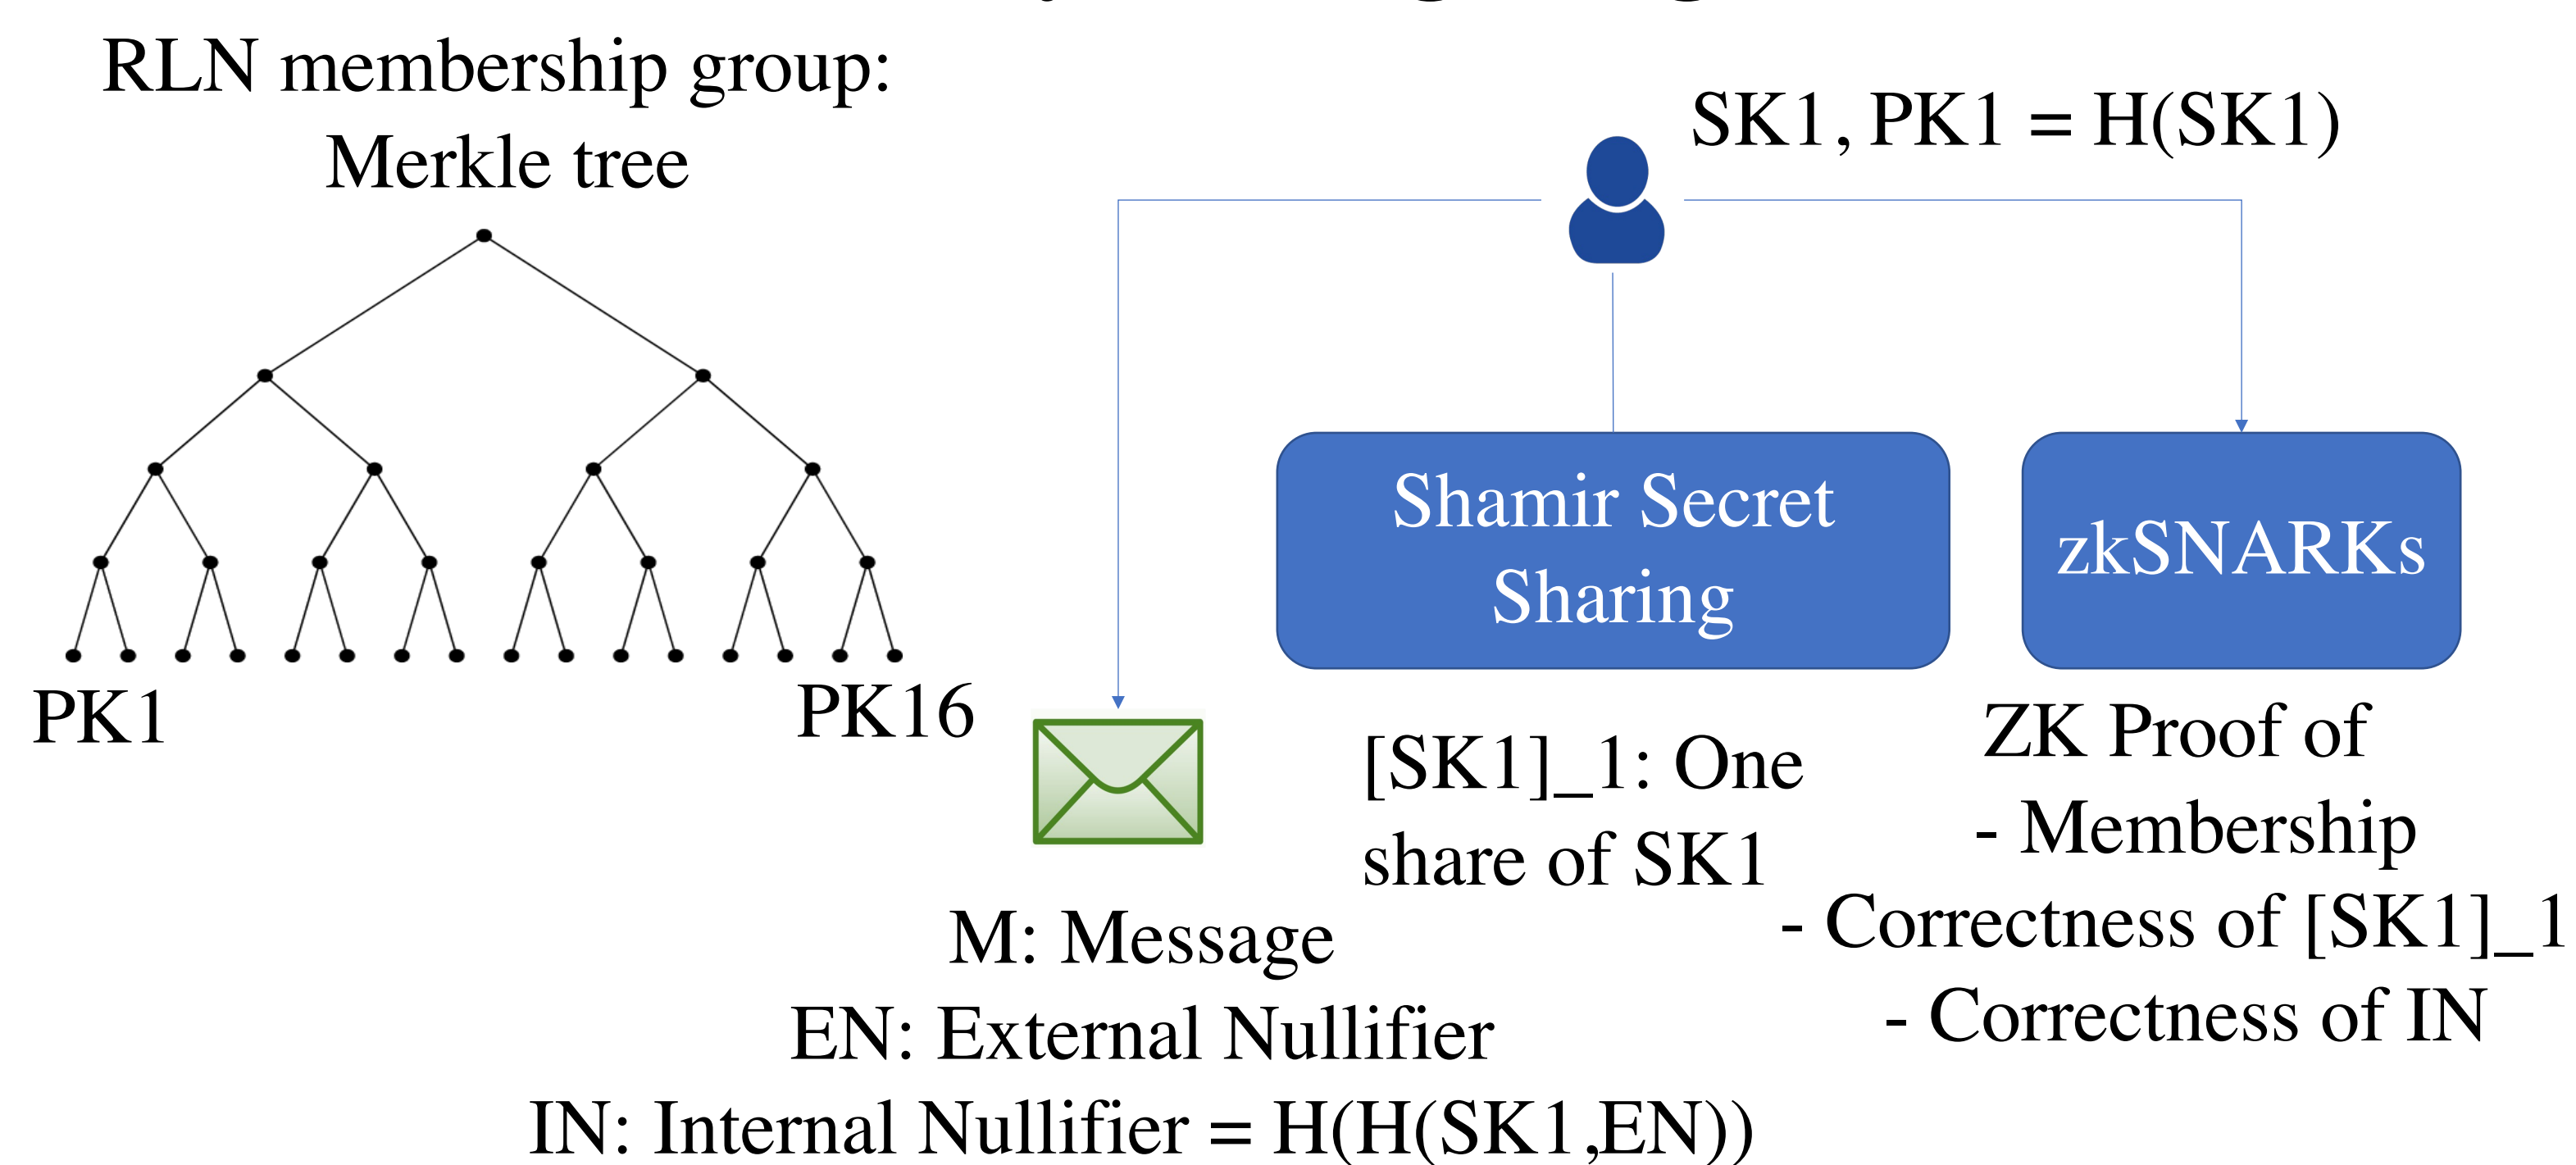 RLN membership group:
Merkle tree
PK1
PK16
SK1, PK1 = H(SK1)
Shamir Secret
Sharing
zkSNARKs
[SK1]_1: One
share of SK1
ZK Proof of
- Membership
- Correctness of [SK1]_1
- Correctness of IN
M: Message
EN: External Nullifier
IN: Internal Nullifier = H(H(SK1,EN))